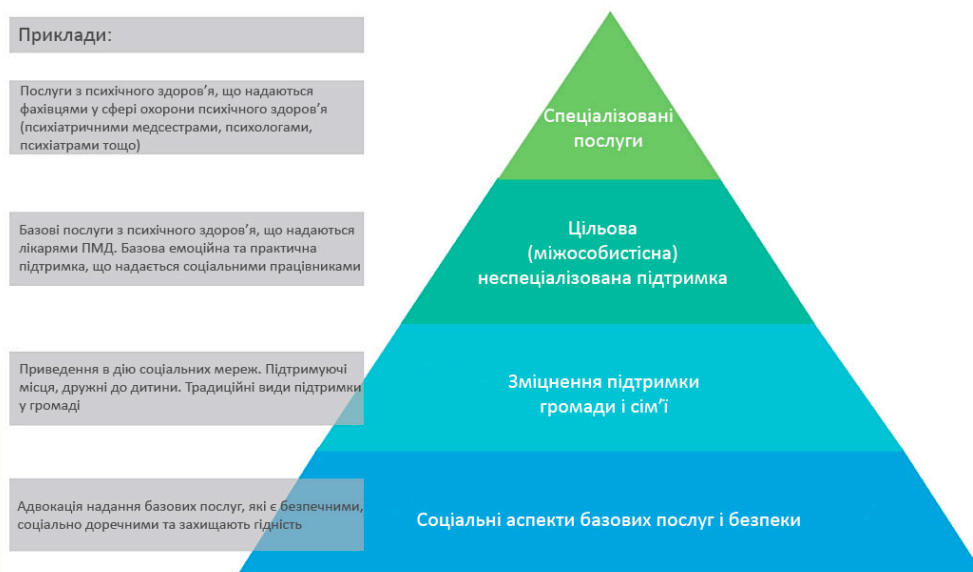 Приклади:
Послуги з психічного здоров’я, що надаються
фахівцями у сфері охорони психічного здоров’я
(психіатричними медсестрами, психологами,
психіатрами тощо)
Спеціалізовані
послуги
Базові послуги з психічного здоров’я, що надаються
лікарями ПМД. Базова емоційна та практична
підтримка, що надається соціальними працівниками
Цільова
(міжособистісна)
неспеціалізована підтримка
Приведення в дію соціальних мереж. Підтримуючі
місця, дружні до дитини. Традиційні види підтримки
у громаді
Зміцнення підтримки
громади і сім’ї
Адвокація надання базових послуг, які є безпечними,
соціально доречними та захищають гідність
Соціальні аспекти базових послуг і безпеки